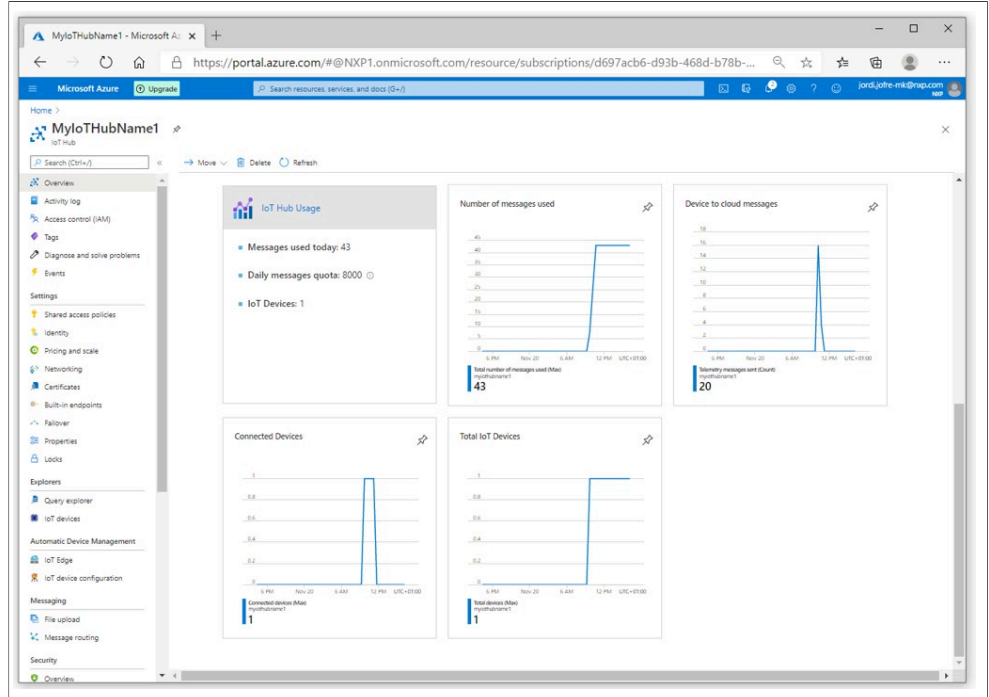 MyIoTHubName1 - Microsoft Az
https://portal.azure.com/#@NXP1.onmicrosoft.com/resource/subscriptions/d697acb6-d93b-468d-b78b-...
Microsoft Azure
Upgrade
Search resources, services, and docs (G+/)
jordi.jofre-mk@nxp.com
NXP
Home >
MyIoTHubName1
IoT Hub
Search (Ctrl+/)
Move
Delete
Refresh
Overview
Activity log
Access control (IAM)
Tags
Diagnose and solve problems
Events
Settings
Shared access policies
Identity
Pricing and scale
Networking
Certificates
Built-in endpoints
Failover
Properties
Locks
Explorers
Query explorer
IoT devices
Automatic Device Management
IoT Edge
IoT device configuration
Messaging
File upload
Message routing
Security
Overview
IoT Hub Usage
Messages used today: 43
Daily messages quota: 8000
IoT Devices: 1
Number of messages used
45
40
35
30
25
20
15
10
5
0
6 PM Nov 20 6 AM 12 PM UTC+01:00
Total number of messages used (Max)
myiothubname1
43
Device to cloud messages
18
16
14
12
10
8
6
4
2
0
6 PM Nov 20 6 AM 12 PM UTC+01:00
Telemetry messages sent (Count)
myiothubname1
20
Connected Devices
1
0.8
0.6
0.4
0.2
0
6 PM Nov 20 6 AM 12 PM UTC+01:00
Connected devices (Max)
myiothubname1
1
Total IoT Devices
1
0.8
0.6
0.4
0.2
0
6 PM Nov 20 6 AM 12 PM UTC+01:00
Total devices (Max)
myiothubname1
1